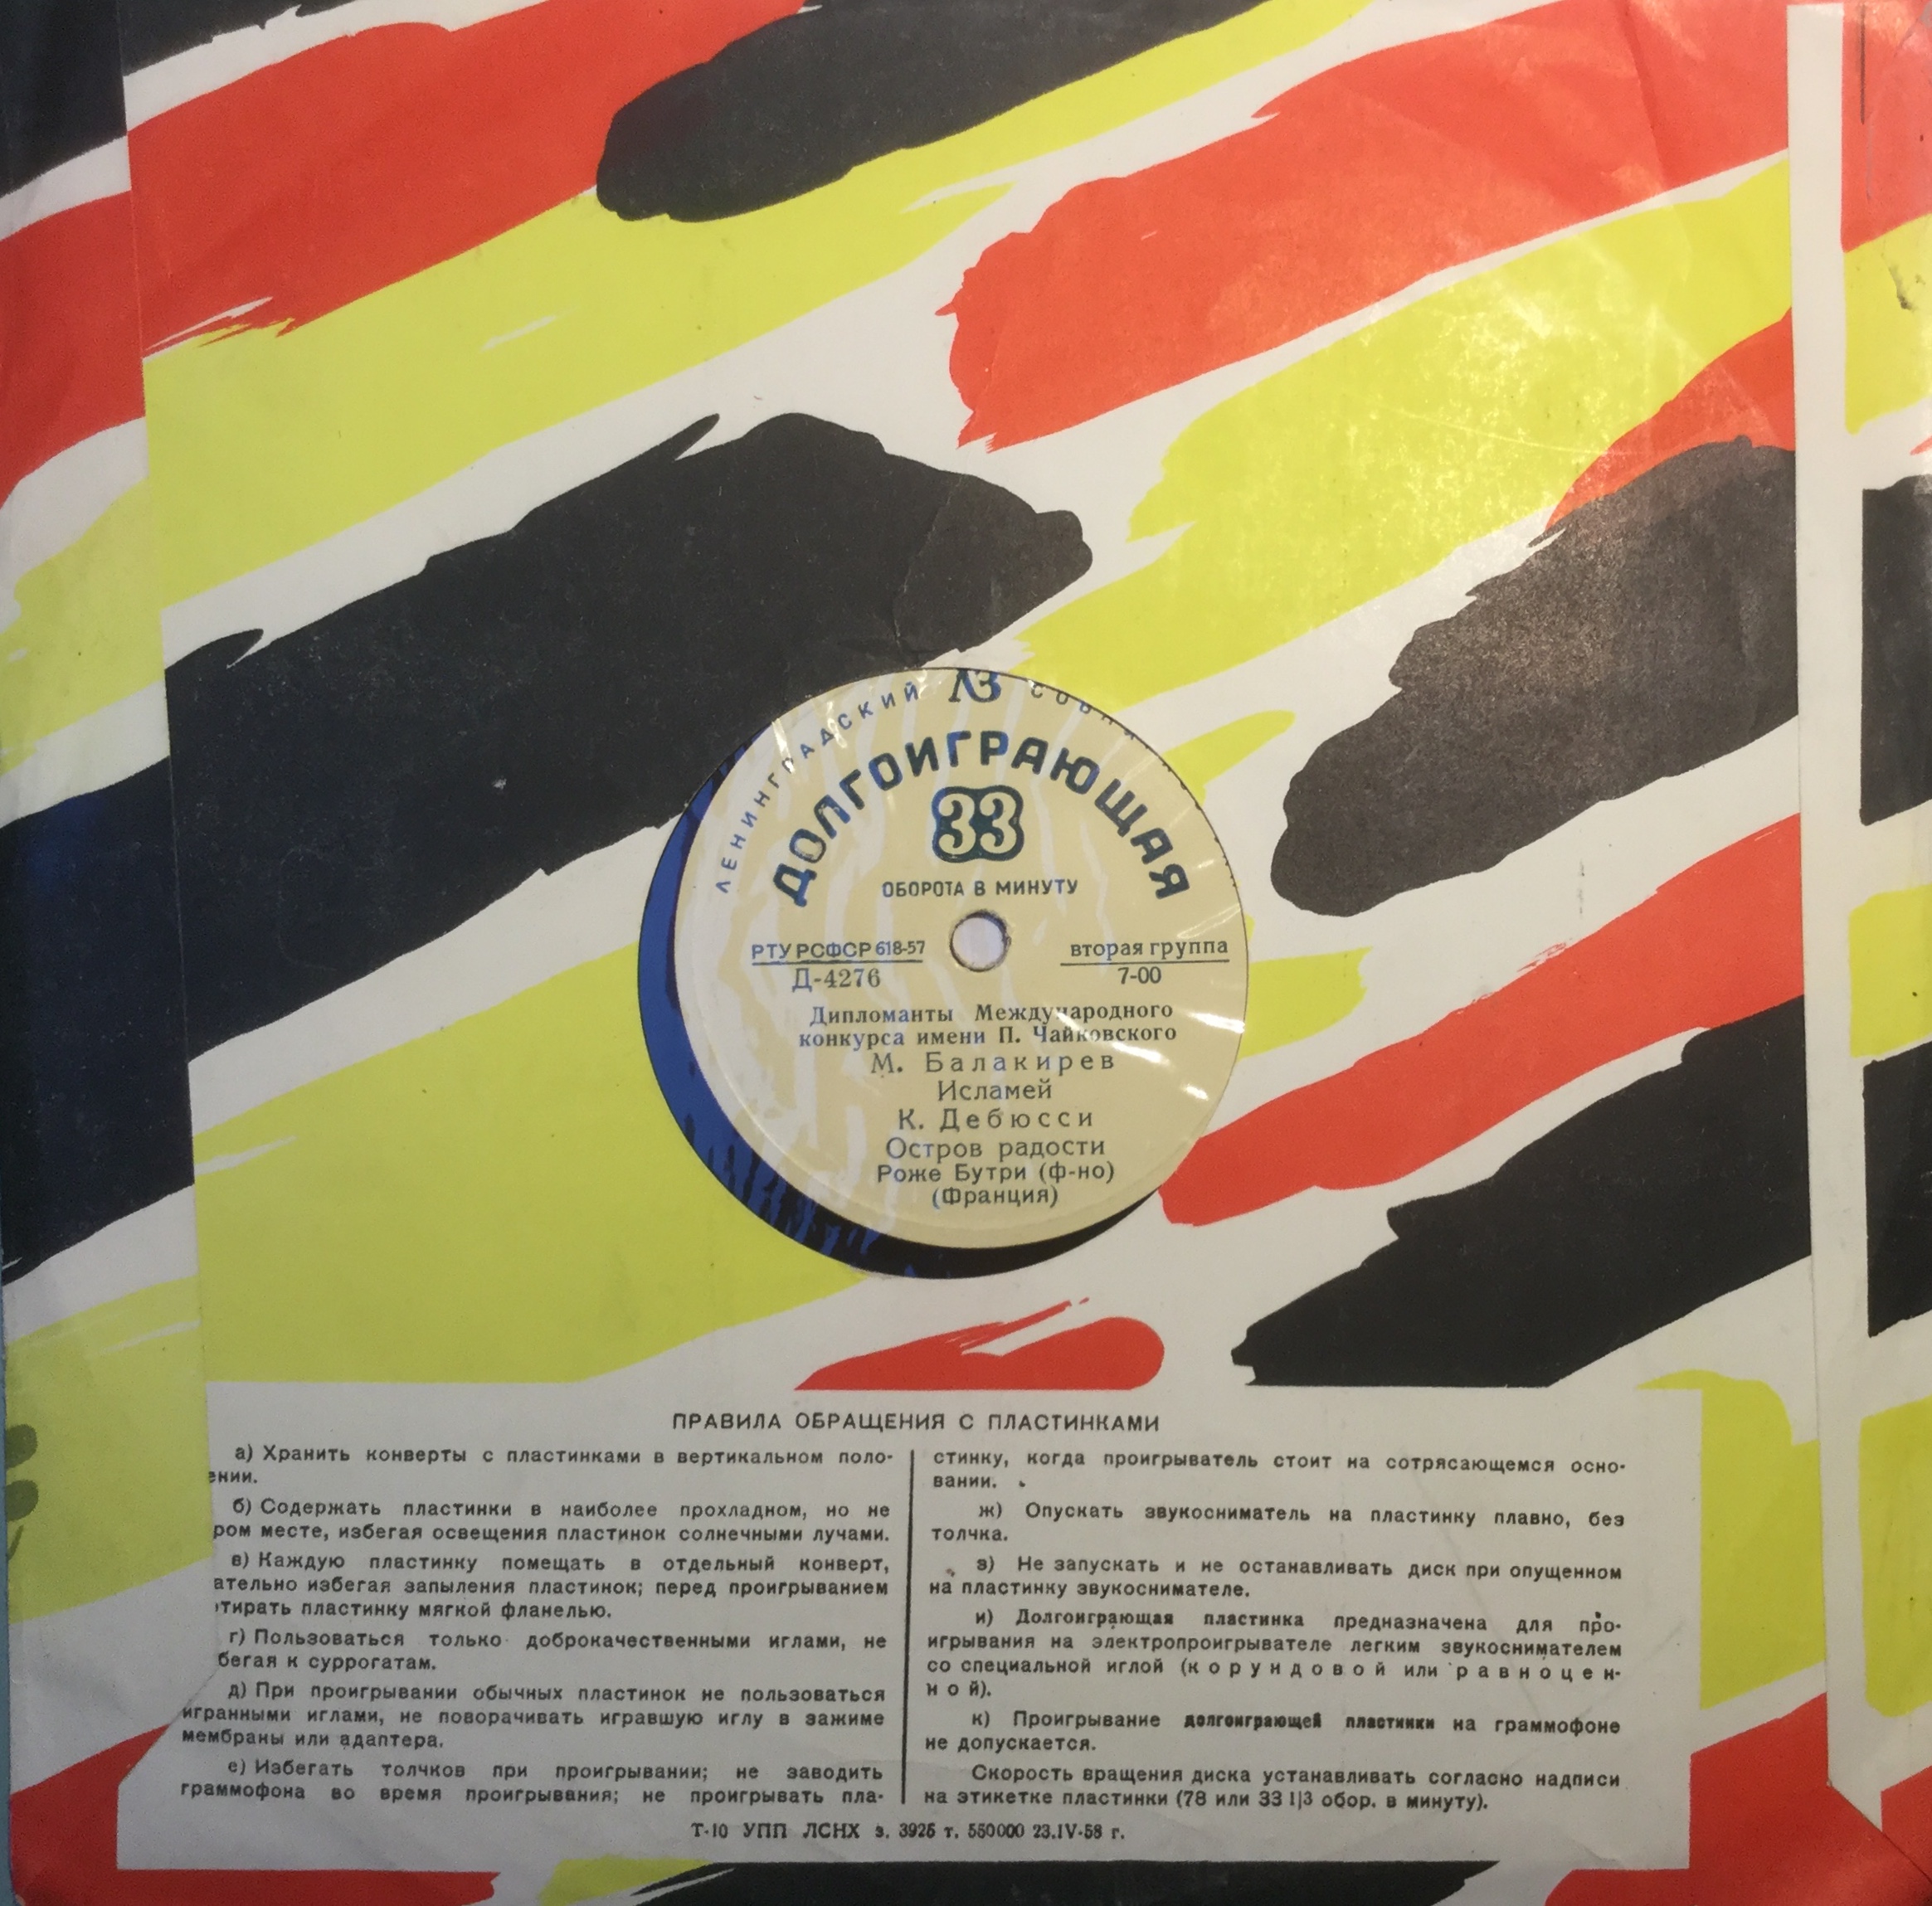 ЛЕНИНГРАДСКИЙ ЛЗ
ДОЛГОИГРАЮЩАЯ
33
ОБОРОТА В МИНУТУ
РТУ РСФСР 618-57 вторая группа
Д-4276 7-00
Дипломанты Международного
конкурса имени П. Чайковского
М. Балакирев
Исламей
К. Дебюсси
Остров радости
Роже Бутри (ф-но)
(Франция)
ПРАВИЛА ОБРАЩЕНИЯ С ПЛАСТИНКАМИ
а) Хранить конверты с пластинками в вертикальном поло-
ении.
б) Содержать пластинки в наиболее прохладном, но не
ром месте, избегая освещения пластинок солнечными лучами.
в) Каждую пластинку помещать в отдельный конверт,
ательно избегая запыления пластинок; перед проигрыванием
тирать пластинку мягкой фланелью.
г) Пользоваться только доброкачественными иглами, не
бегая к суррогатам.
д) При проигрывании обычных пластинок не пользоваться
игранными иглами, не поворачивать игравшую иглу в зажиме
мембраны или адаптера.
е) Избегать толчков при проигрывании; не заводить
граммофона во время проигрывания; не проигрывать пла-
стинку, когда проигрыватель стоит на сотрясающемся осно-
вании.
ж) Опускать звукосниматель на пластинку плавно, без
толчка.
з) Не запускать и не останавливать диск при опущенном
на пластинку звукоснимателе.
и) Долгоиграющая пластинка предназначена для про-
игрывания на электропроигрывателе легким звукоснимателем
со специальной иглой (корундовой или равноцен-
ной).
к) Проигрывание долгоиграющей пластинки на граммофоне
не допускается.
Скорость вращения диска устанавливать согласно надписи
на этикетке пластинки (78 или 33 1|3 обор. в минуту).
Т-10 УПП ЛСНХ з. 3925 т. 550000 23.IV-58 г.